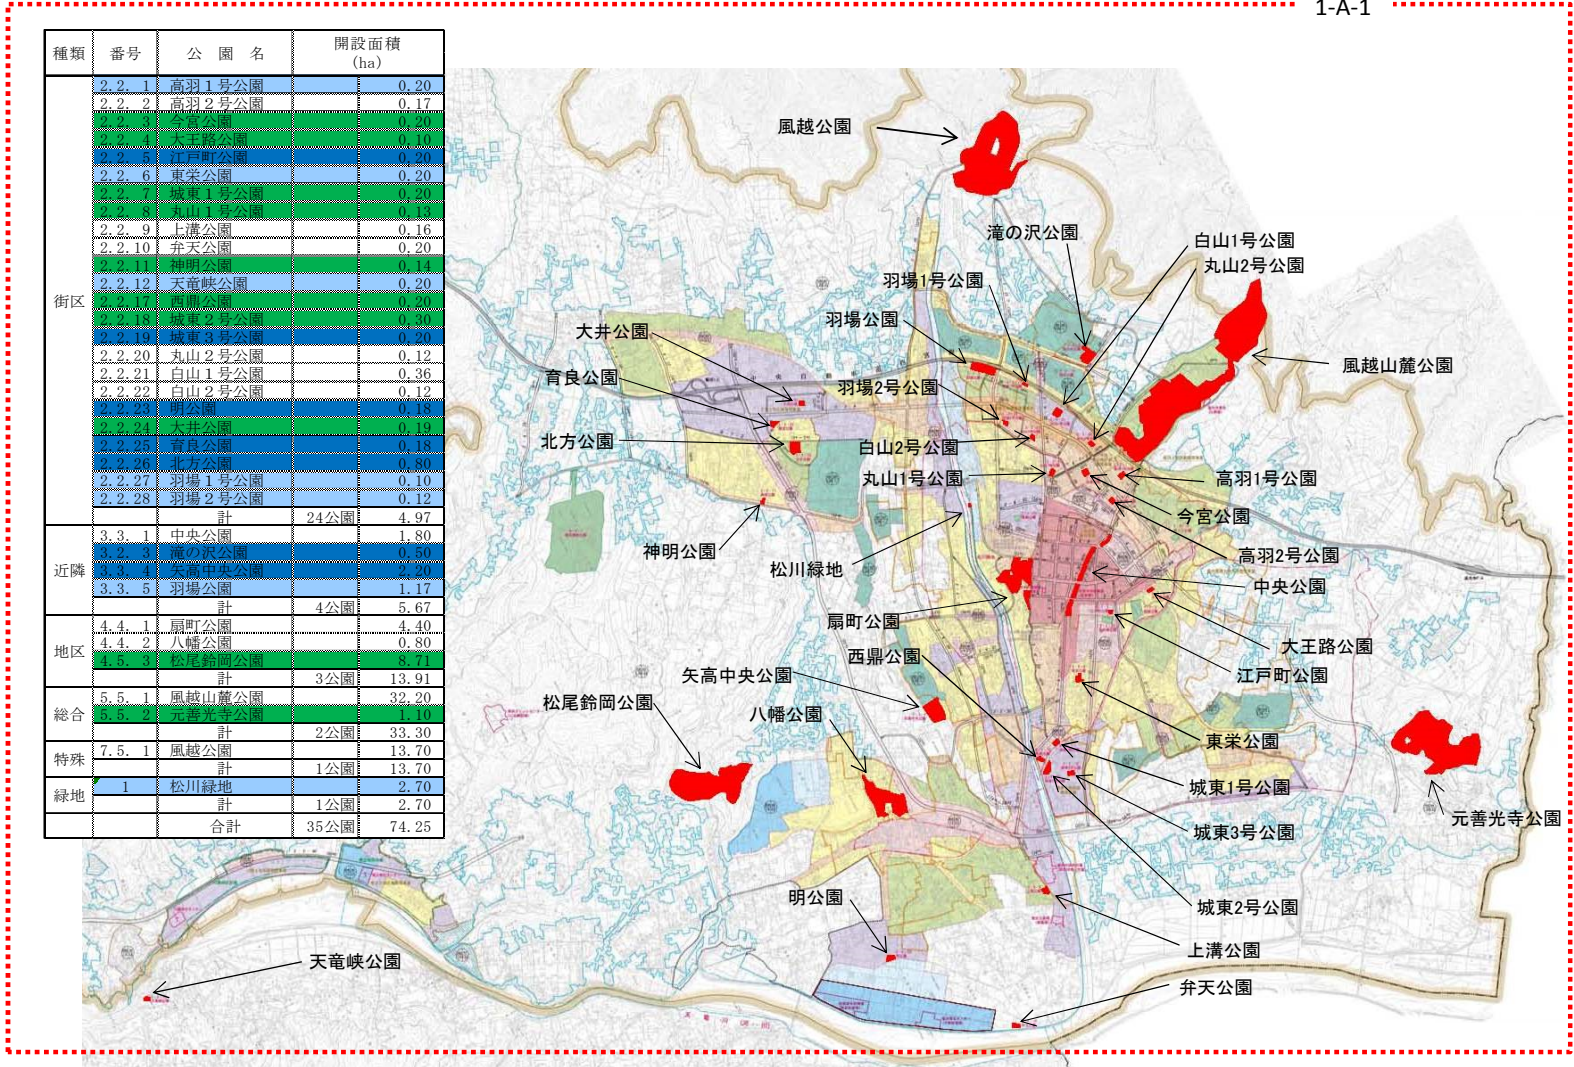 1-A-1
種類 番号 公園名 開設面積(ha)
街区
2.2. 1 高羽1号公園 0.20
2.2. 2 高羽2号公園 0.17
2.2. 3 今宮公園 0.20
2.2. 4 大王路公園 0.10
2.2. 5 江戸町公園 0.20
2.2. 6 東栄公園 0.20
2.2. 7 城東1号公園 0.20
2.2. 8 丸山1号公園 0.13
2.2. 9 上溝公園 0.16
2.2.10 弁天公園 0.20
2.2.11 神明公園 0.14
2.2.12 天竜峡公園 0.20
2.2.17 西鼎公園 0.20
2.2.18 城東2号公園 0.30
2.2.19 城東3号公園 0.20
2.2.20 丸山2号公園 0.12
2.2.21 白山1号公園 0.36
2.2.22 白山2号公園 0.12
2.2.23 明公園 0.18
2.2.24 大井公園 0.19
2.2.25 育良公園 0.18
2.2.26 北方公園 0.80
2.2.27 羽場1号公園 0.10
2.2.28 羽場2号公園 0.12
計 24公園 4.97
近隣
3.3. 1 中央公園 1.80
3.2. 3 滝の沢公園 0.50
3.3. 4 矢高中央公園 2.20
3.3. 5 羽場公園 1.17
計 4公園 5.67
地区
4.4. 1 扇町公園 4.40
4.4. 2 八幡公園 0.80
4.5. 3 松尾鈴岡公園 8.71
計 3公園 13.91
総合
5.5. 1 風越山麓公園 32.20
5.5. 2 元善光寺公園 1.10
計 2公園 33.30
特殊
7.5. 1 風越公園 13.70
計 1公園 13.70
緑地
1 松川緑地 2.70
計 1公園 2.70
合計 35公園 74.25
風越公園
滝の沢公園
白山1号公園
丸山2号公園
羽場1号公園
羽場公園
大井公園
風越山麓公園
育良公園
羽場2号公園
北方公園
白山2号公園
丸山1号公園
高羽1号公園
今宮公園
神明公園
高羽2号公園
松川緑地
中央公園
扇町公園
大王路公園
西鼎公園
江戸町公園
矢高中央公園
松尾鈴岡公園
八幡公園
東栄公園
城東1号公園
元善光寺公園
城東3号公園
明公園
城東2号公園
上溝公園
天竜峡公園
弁天公園